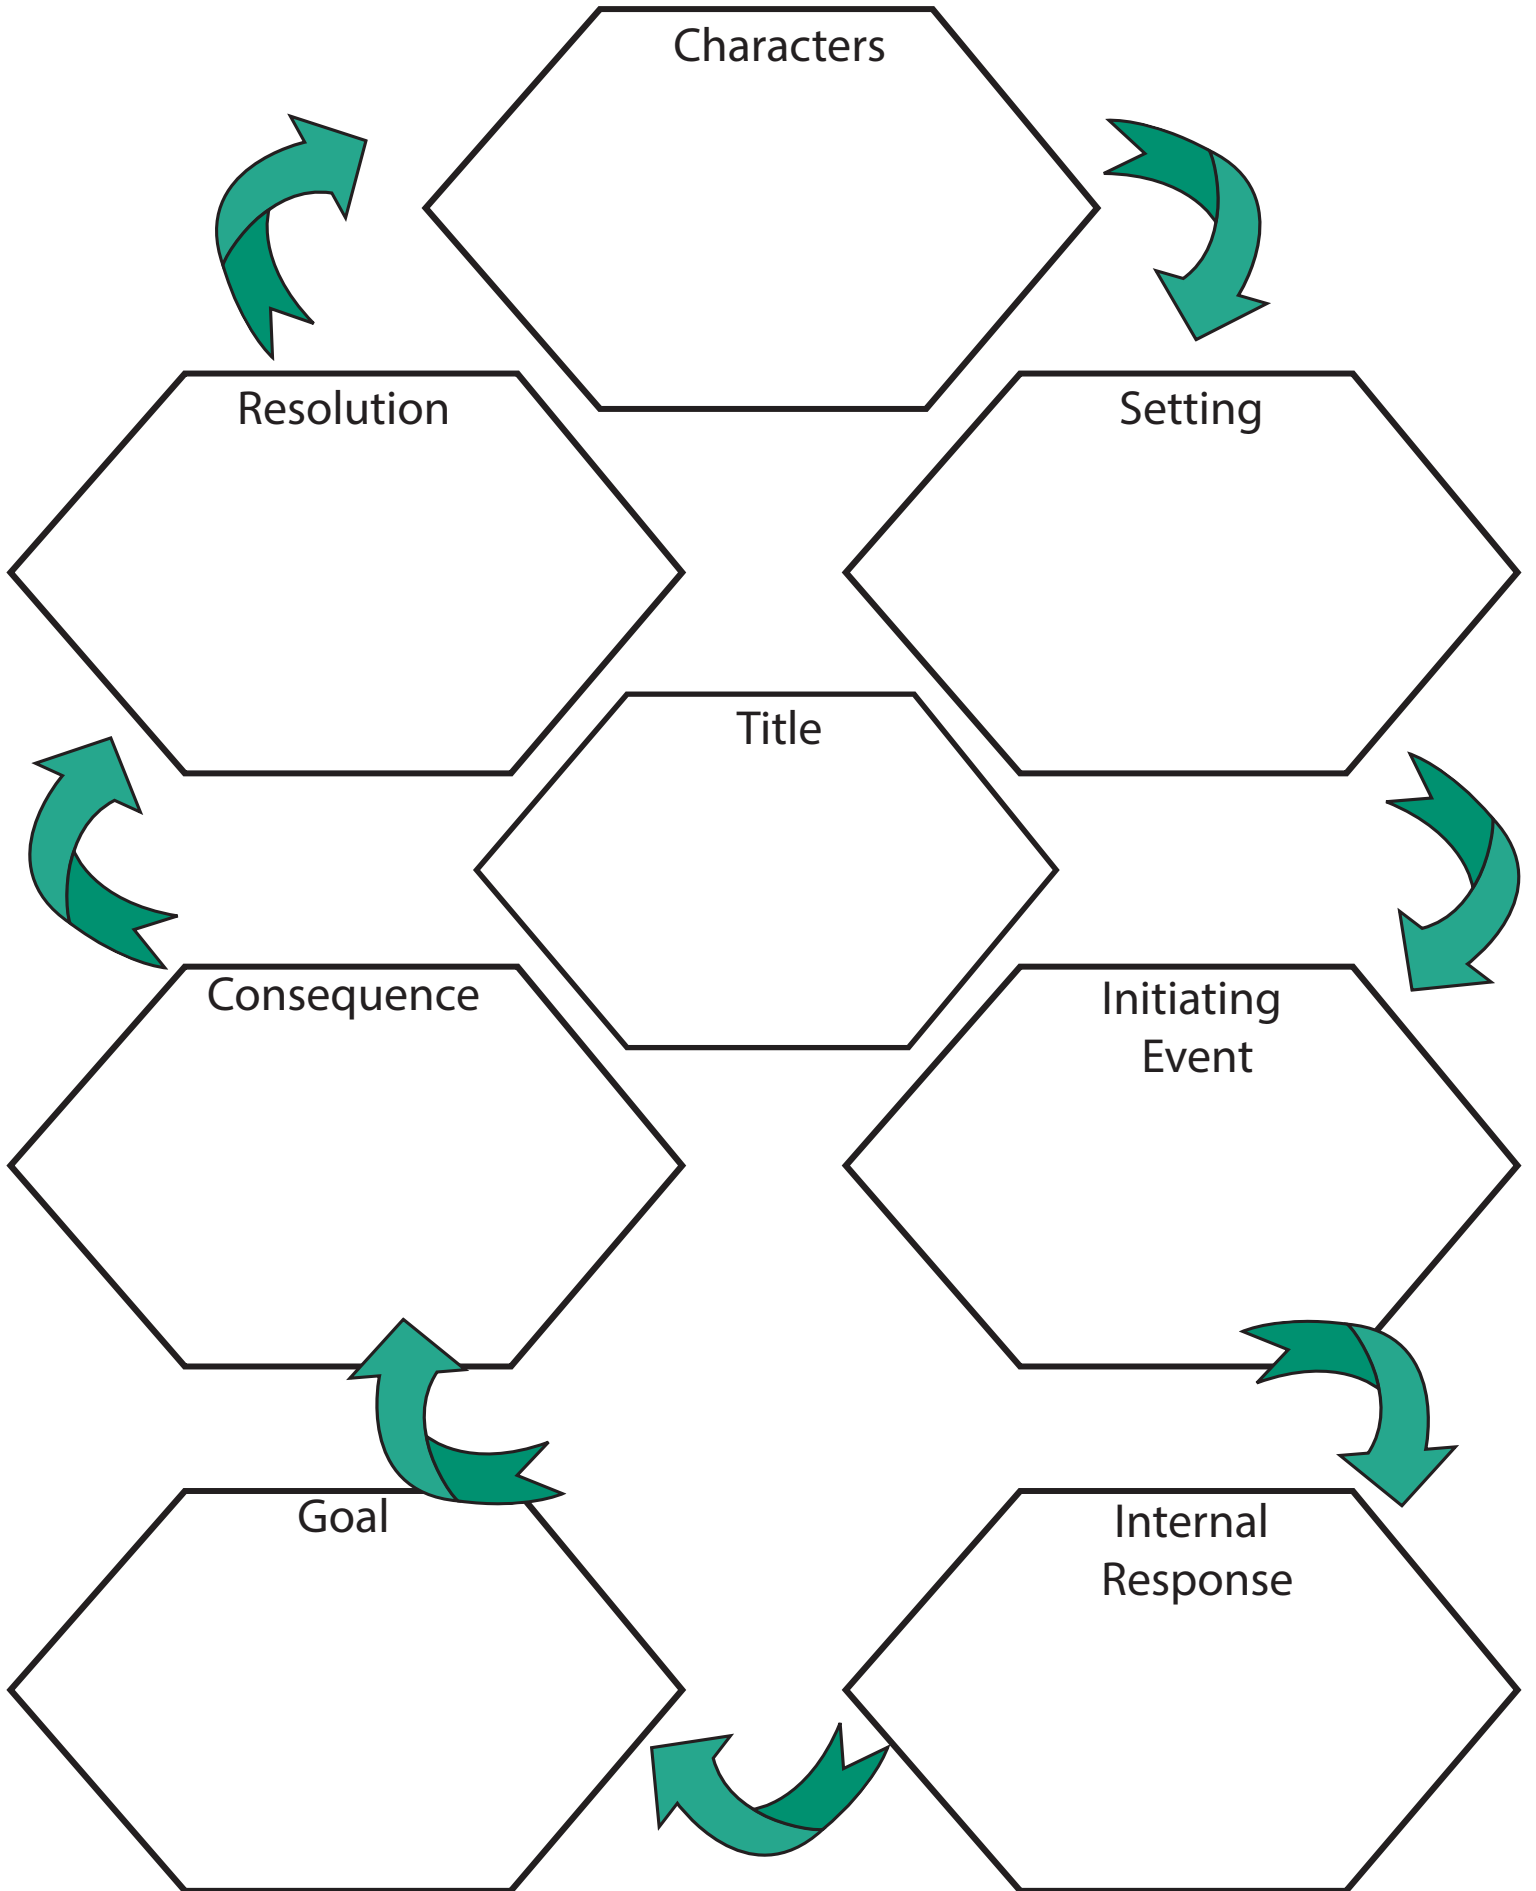 Characters
Resolution
Setting
Title
Consequence
Initiating
Event
Goal
Internal
Response